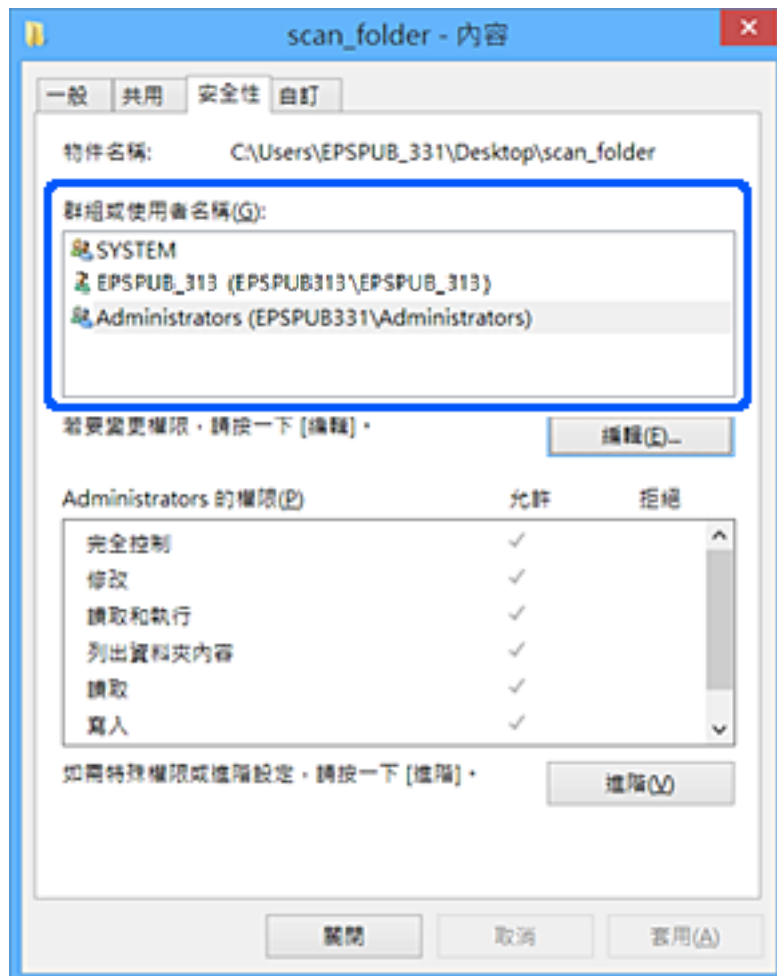 scan_folder - 內容
一般 共用 安全性 自訂
物件名稱: C:\Users\EPSPUB_331\Desktop\scan_folder
群組或使用者名稱(G):
SYSTEM
EPSPUB_313 (EPSPUB313\EPSPUB_313)
Administrators (EPSPUB331\Administrators)
若要變更權限，請按一下 [編輯]。
編輯(E)...
Administrators 的權限(P) 允許 拒絕
完全控制
修改
讀取和執行
列出資料夾內容
讀取
寫入
如需特殊權限或進階設定，請按一下 [進階]。
進階(V)
關閉 取消 套用(A)